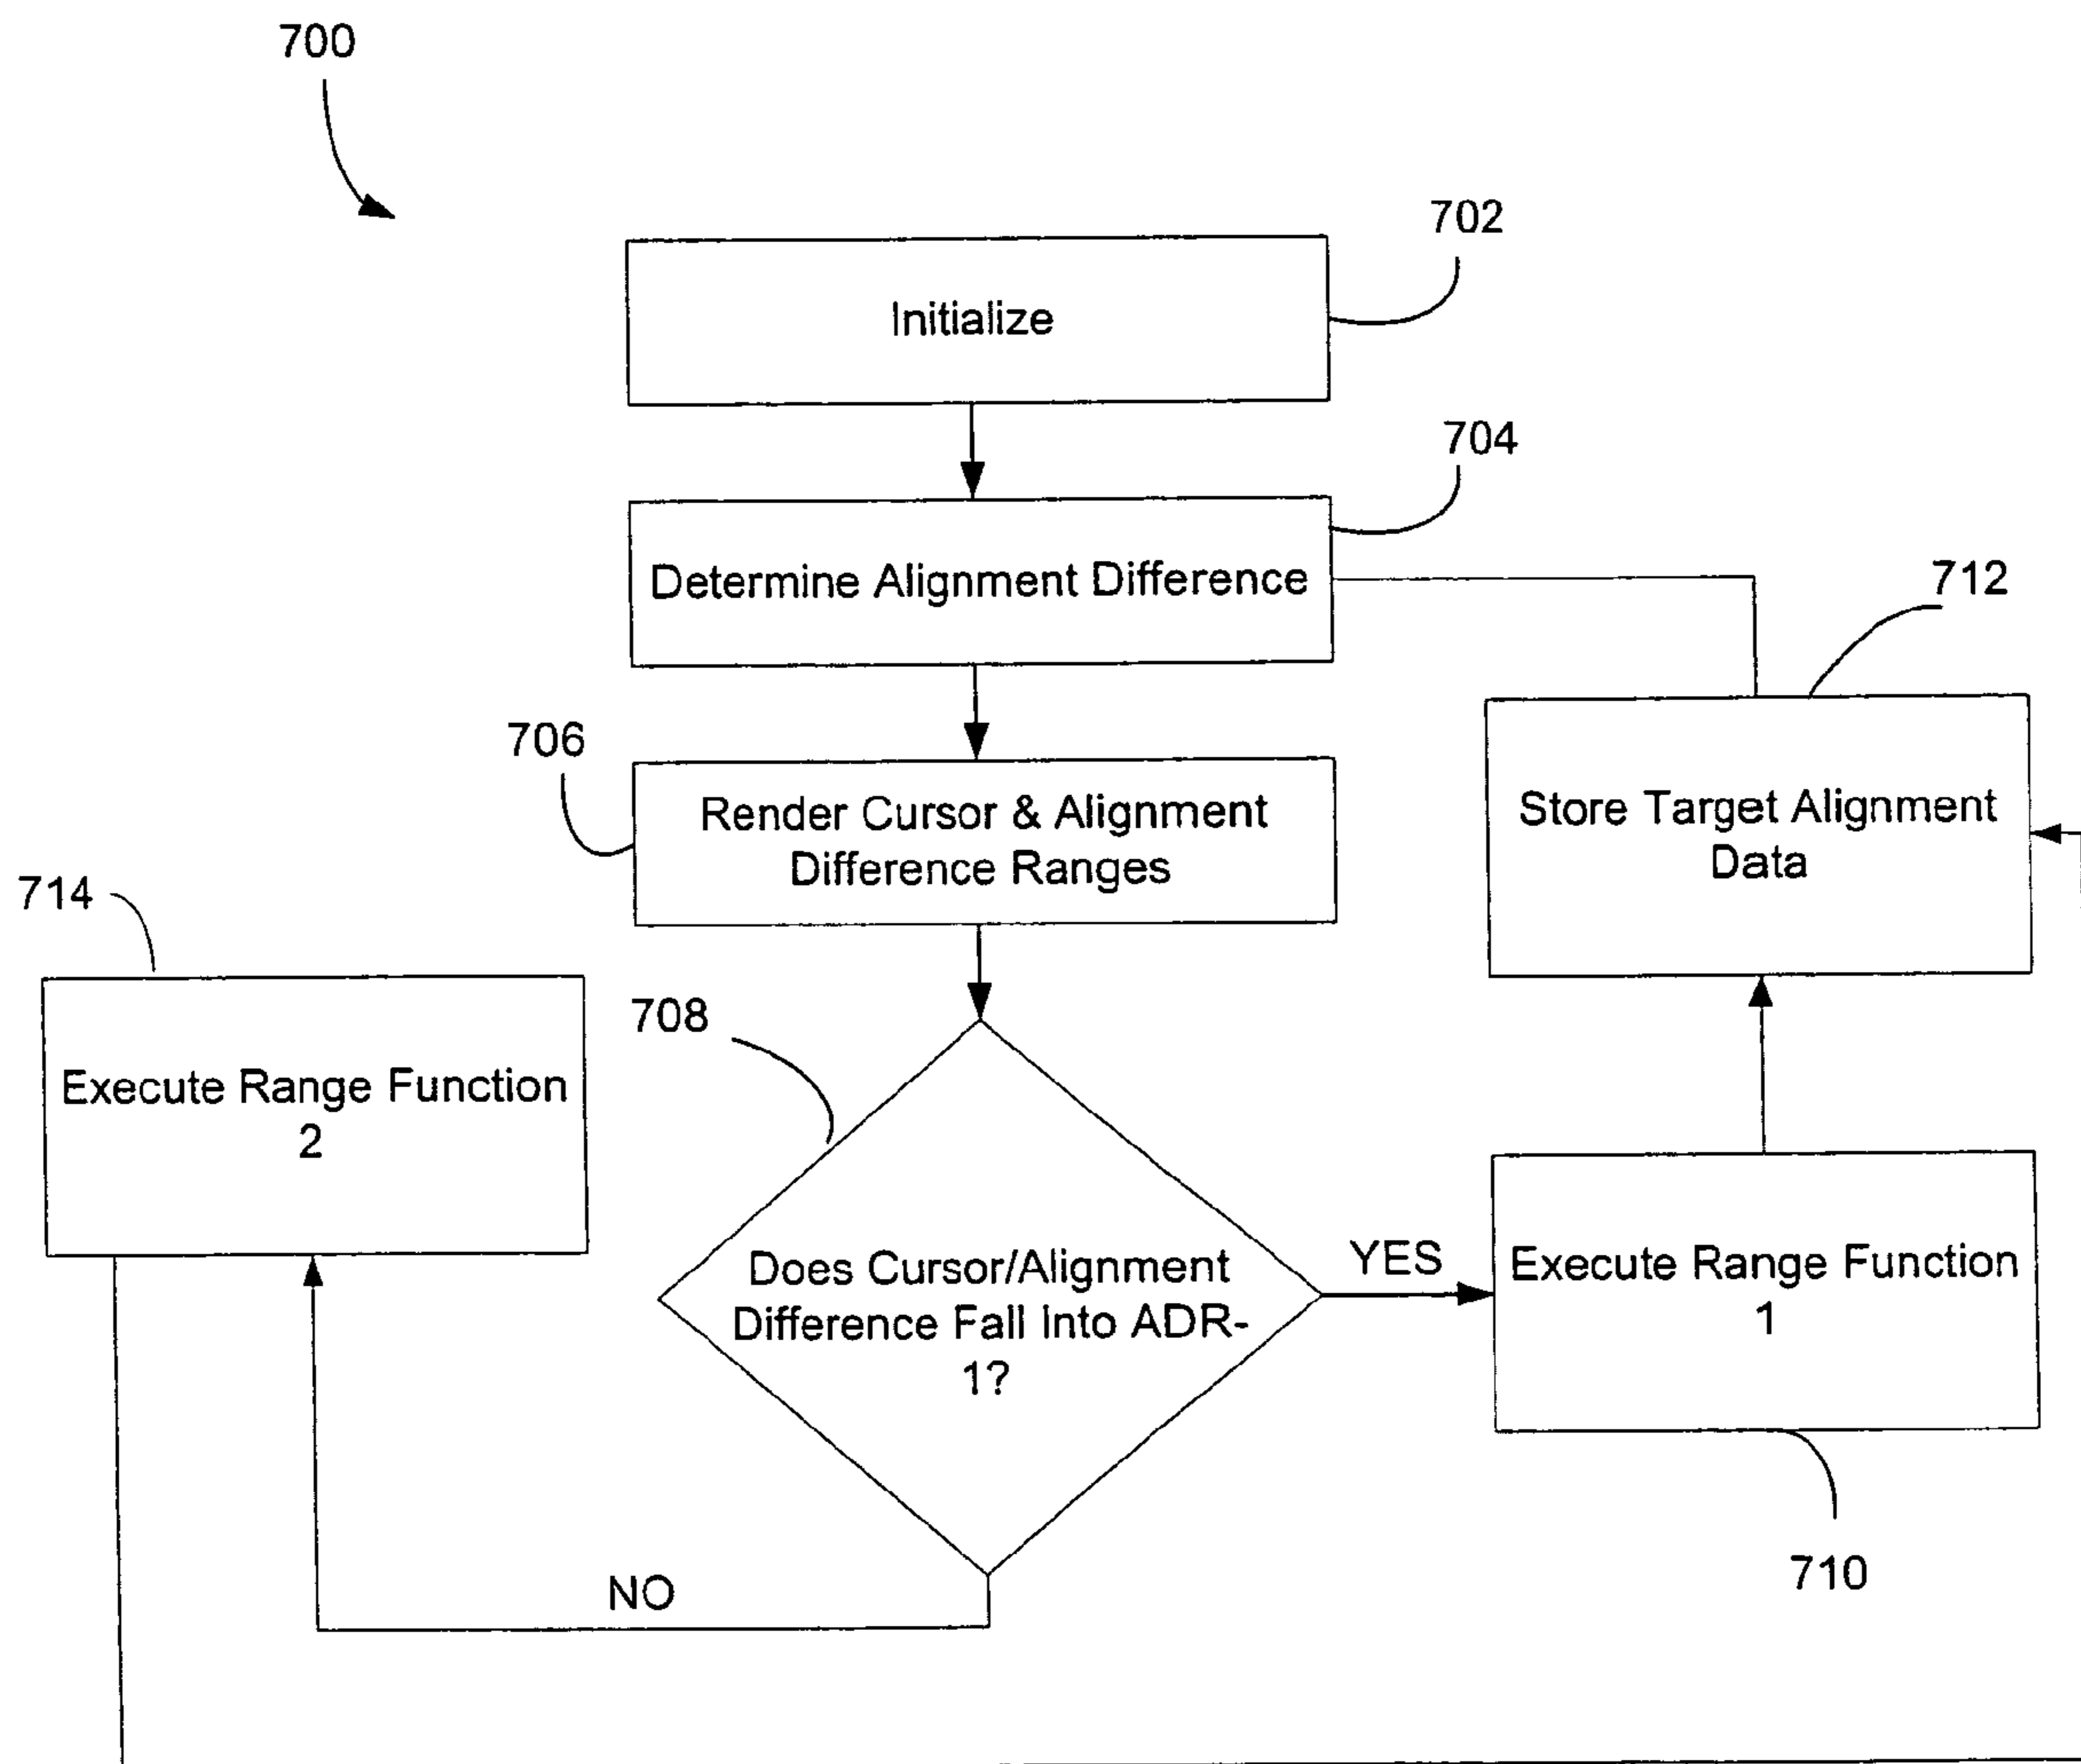 700
702
Initialize
704
Determine Alignment Difference
712
706
Render Cursor & Alignment
Difference Ranges
Store Target Alignment
Data
714
708
Execute Range Function
2
Does Cursor/Alignment
Difference Fall Into ADR-
1?
YES
Execute Range Function
1
NO
710